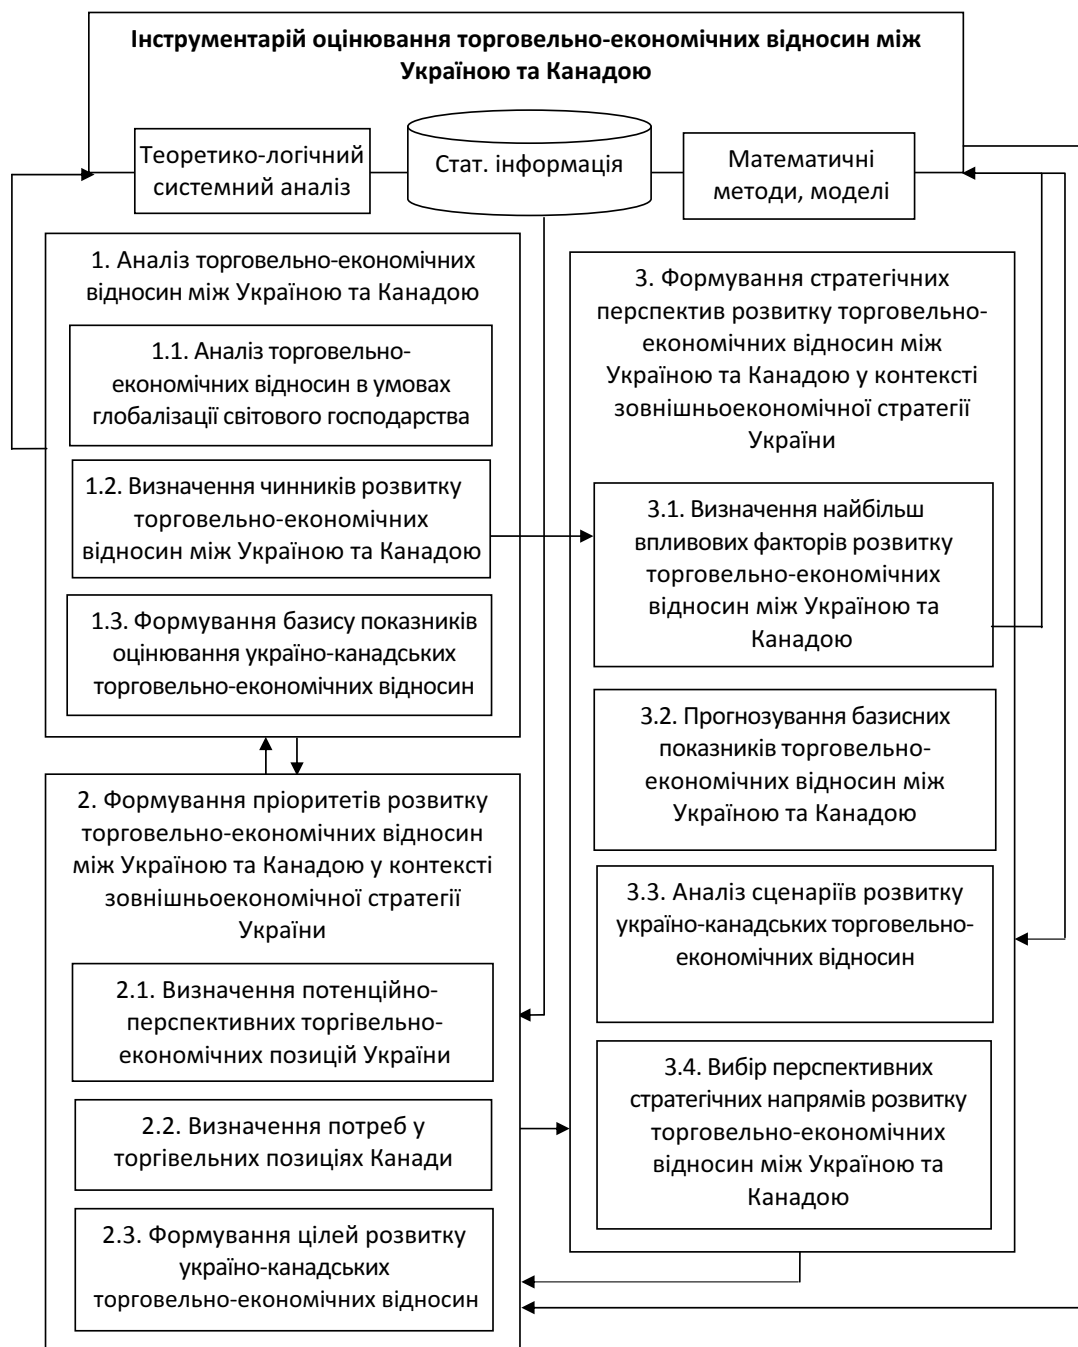 Інструментарій оцінювання торговельно-економічних відносин між
Україною та Канадою
Теоретико-логічний
системний аналіз
Стат. інформація
Математичні
методи, моделі
1. Аналіз торговельно-економічних
відносин між Україною та Канадою
1.1. Аналіз торговельно-
економічних відносин в умовах
глобалізації світового господарства
1.2. Визначення чинників розвитку
торговельно-економічних
відносин між Україною та Канадою
1.3. Формування базису показників
оцінювання україно-канадських
торговельно-економічних відносин
2. Формування пріоритетів розвитку
торговельно-економічних відносин
між Україною та Канадою у контексті
зовнішньоекономічної стратегії
України
2.1. Визначення потенційно-
перспективних торгівельно-
економічних позицій України
2.2. Визначення потреб у
торгівельних позиціях Канади
2.3. Формування цілей розвитку
україно-канадських
торговельно-економічних відносин
3. Формування стратегічних
перспектив розвитку торговельно-
економічних відносин між
Україною та Канадою у контексті
зовнішньоекономічної стратегії
України
3.1. Визначення найбільш
впливових факторів розвитку
торговельно-економічних
відносин між Україною та
Канадою
3.2. Прогнозування базисних
показників торговельно-
економічних відносин між
Україною та Канадою
3.3. Аналіз сценаріїв розвитку
україно-канадських торговельно-
економічних відносин
3.4. Вибір перспективних
стратегічних напрямів розвитку
торговельно-економічних
відносин між Україною та
Канадою